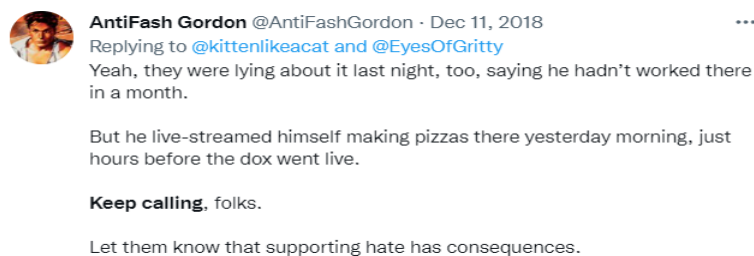 AntiFash Gordon @AntiFashGordon · Dec 11, 2018
Replying to @kittenlikeacat and @EyesOfGritty
Yeah, they were lying about it last night, too, saying he hadn’t worked there
in a month.
But he live-streamed himself making pizzas there yesterday morning, just
hours before the dox went live.
Keep calling, folks.
Let them know that supporting hate has consequences.